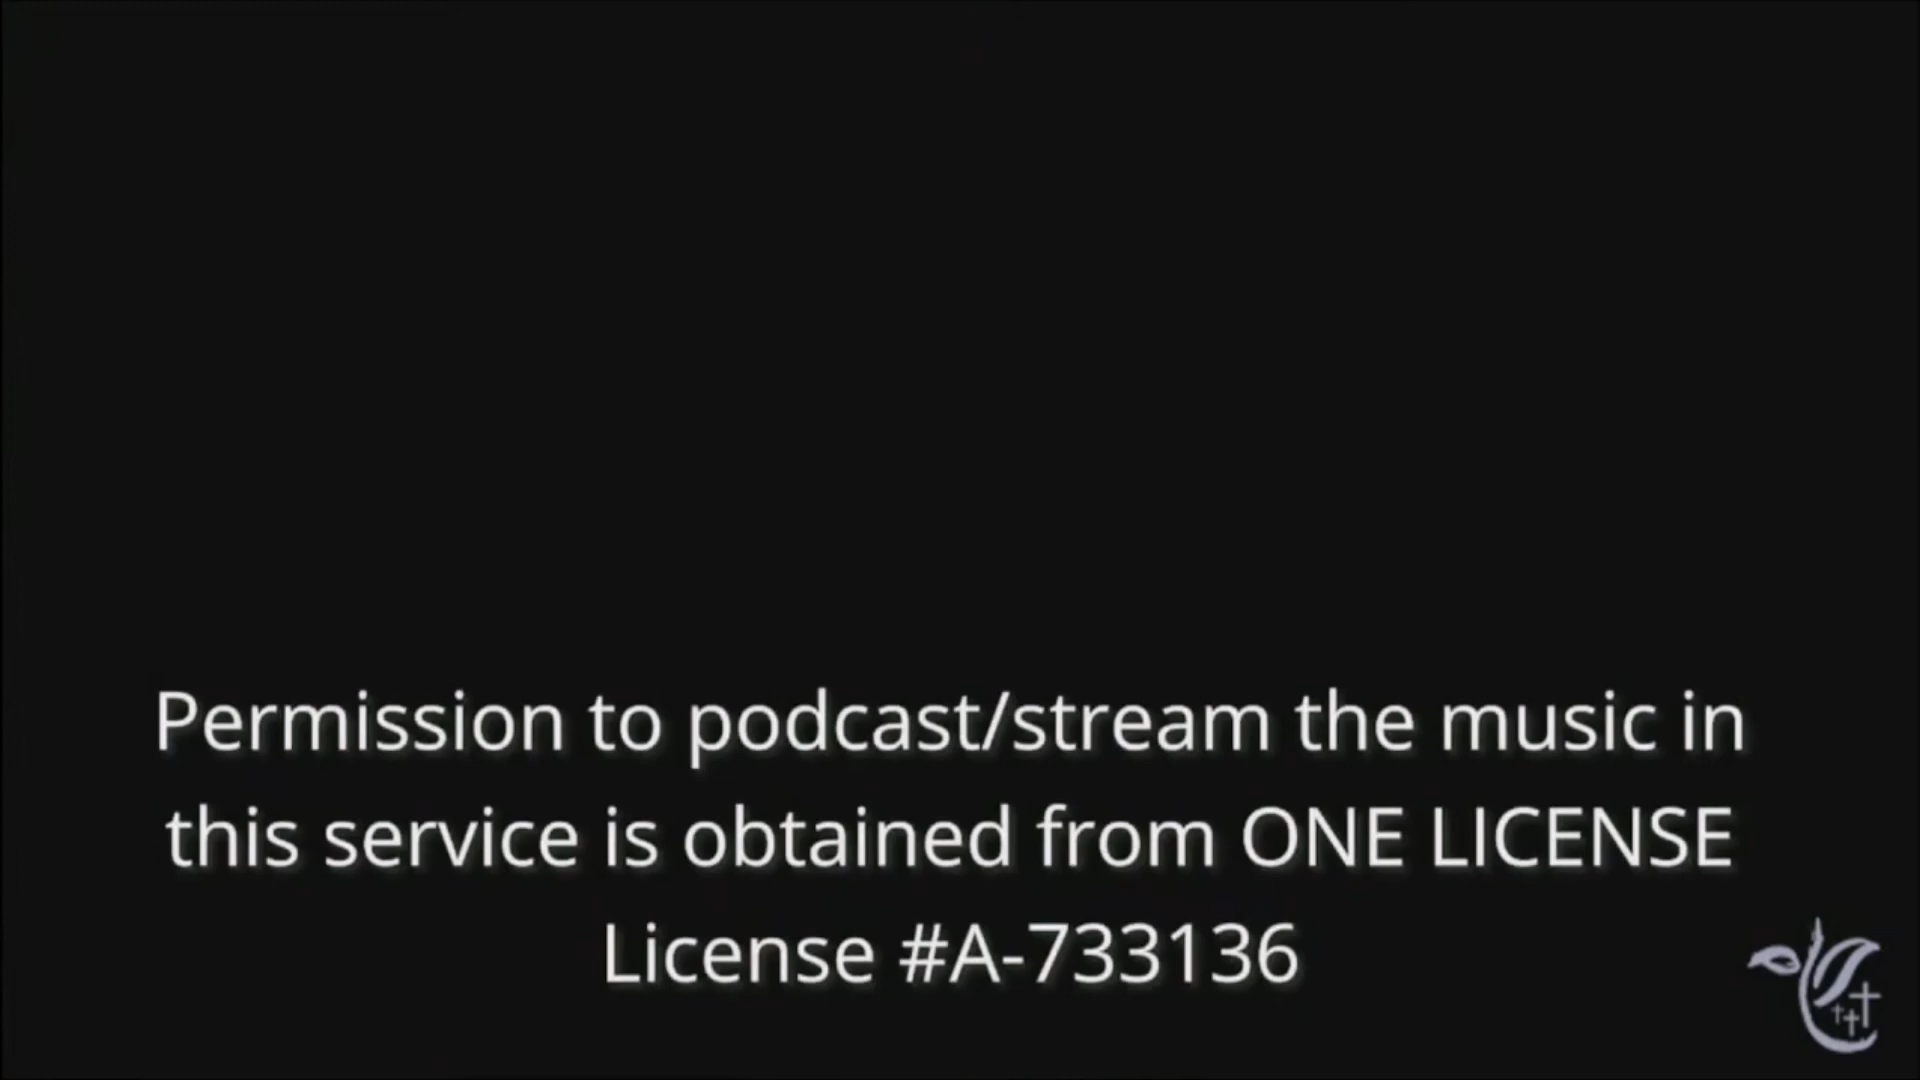 Permission to podcast/stream the music in
this service is obtained from ONE LICENSE
License #A-733136